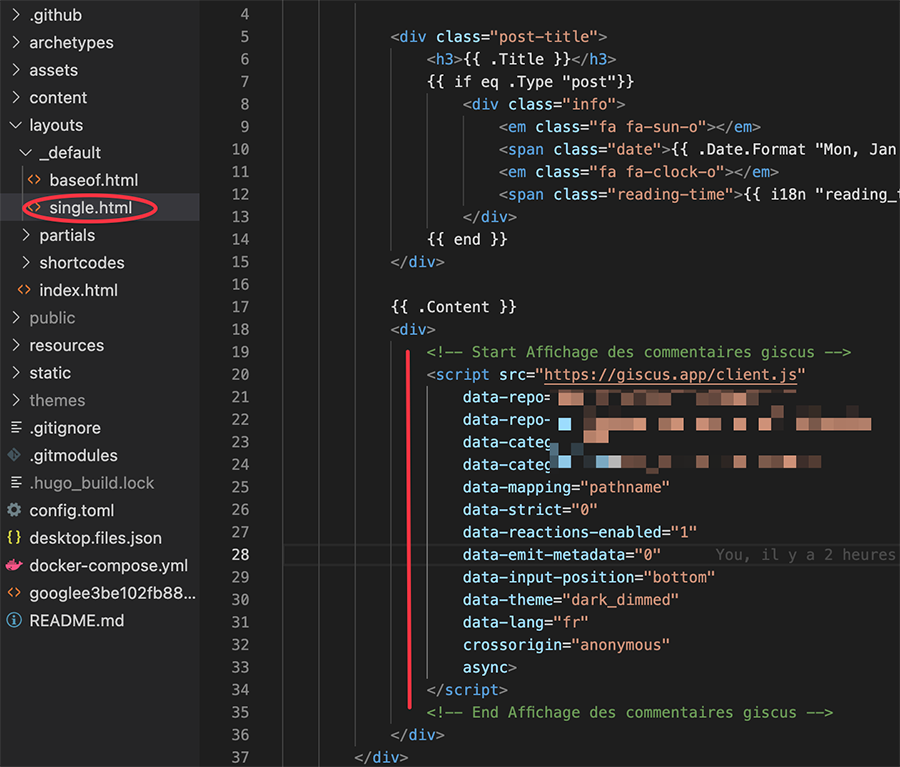 .github
archetypes
assets
content
layouts
_default
baseof.html
single.html
partials
shortcodes
index.html
public
resources
static
themes
.gitignore
.gitmodules
.hugo_build.lock
config.toml
desktop.files.json
docker-compose.yml
googlee3be102fb88...
README.md
4
5 <div class="post-title">
6 <h3>{{ .Title }}</h3>
7 {{ if eq .Type "post"}}
8 <div class="info">
9 <em class="fa fa-sun-o"></em>
10 <span class="date">{{ .Date.Format "Mon, Jan
11 <em class="fa fa-clock-o"></em>
12 <span class="reading-time">{{ i18n "reading_t
13 </div>
14 {{ end }}
15 </div>
16
17 {{ .Content }}
18 <div>
19 <!-- Start Affichage des commentaires giscus -->
20 <script src="https://giscus.app/client.js"
21 data-repo=
22 data-repo-
23 data-categ
24 data-categ
25 data-mapping="pathname"
26 data-strict="0"
27 data-reactions-enabled="1"
28 data-emit-metadata="0" You, il y a 2 heures
29 data-input-position="bottom"
30 data-theme="dark_dimmed"
31 data-lang="fr"
32 crossorigin="anonymous"
33 async>
34 </script>
35 <!-- End Affichage des commentaires giscus -->
36 </div>
37 </div>